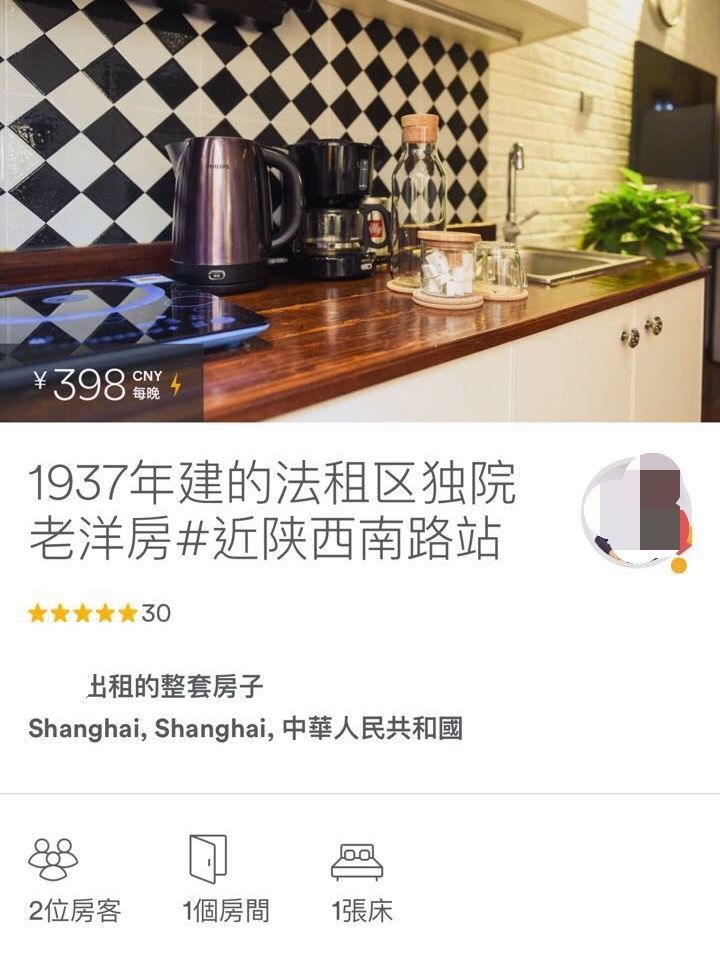 PHILIPS
illy
¥398 CNY
每晚
1937年建的法租区独院
老洋房#近陕西南路站
30
出租的整套房子
Shanghai, Shanghai, 中華人民共和國
2位房客
1個房間
1張床